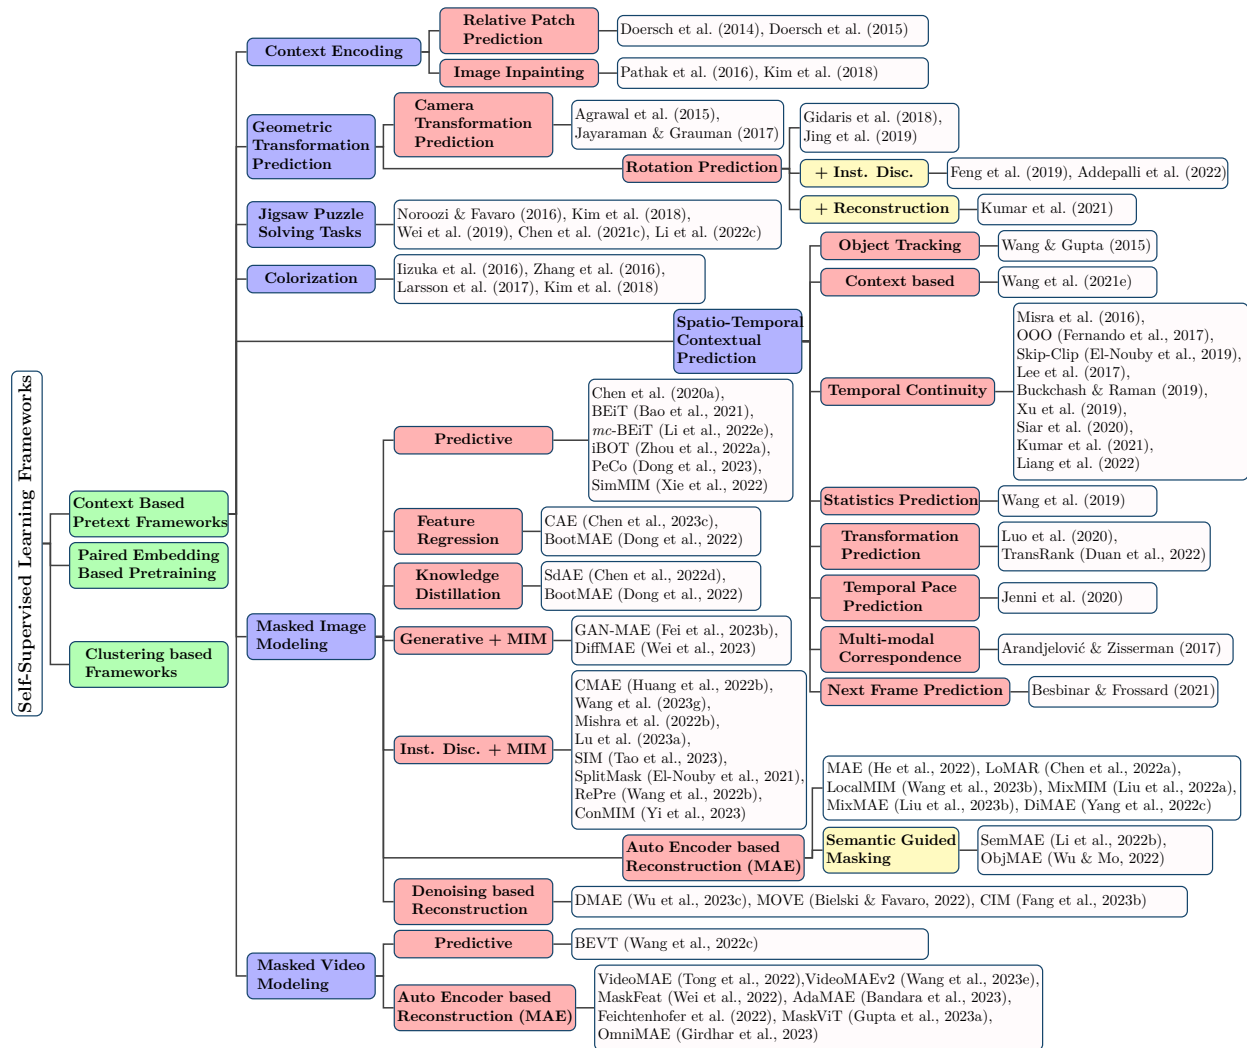 Self-Supervised Learning Frameworks
Context Based
Pretext Frameworks
Paired Embedding
Based Pretraining
Clustering based
Frameworks
Context Encoding
Relative Patch
Prediction
Doersch et al. (2014), Doersch et al. (2015)
Image Inpainting
Pathak et al. (2016), Kim et al. (2018)
Geometric
Transformation
Prediction
Camera
Transformation
Prediction
Agrawal et al. (2015),
Jayaraman & Grauman (2017)
Rotation Prediction
Gidaris et al. (2018),
Jing et al. (2019)
+ Inst. Disc.
Feng et al. (2019), Addepalli et al. (2022)
+ Reconstruction
Kumar et al. (2021)
Jigsaw Puzzle
Solving Tasks
Noroozi & Favaro (2016), Kim et al. (2018),
Wei et al. (2019), Chen et al. (2021c), Li et al. (2022c)
Colorization
Iizuka et al. (2016), Zhang et al. (2016),
Larsson et al. (2017), Kim et al. (2018)
Spatio-Temporal
Contextual
Prediction
Object Tracking
Wang & Gupta (2015)
Context based
Wang et al. (2021e)
Temporal Continuity
Misra et al. (2016),
OOO (Fernando et al., 2017),
Skip-Clip (El-Nouby et al., 2019),
Lee et al. (2017),
Buckchash & Raman (2019),
Xu et al. (2019),
Siar et al. (2020),
Kumar et al. (2021),
Liang et al. (2022)
Statistics Prediction
Wang et al. (2019)
Transformation
Prediction
Luo et al. (2020),
TransRank (Duan et al., 2022)
Temporal Pace
Prediction
Jenni et al. (2020)
Multi-modal
Correspondence
Arandjelović & Zisserman (2017)
Next Frame Prediction
Besbinar & Frossard (2021)
Masked Image
Modeling
Predictive
Chen et al. (2020a),
BEiT (Bao et al., 2021),
mc-BEiT (Li et al., 2022e),
iBOT (Zhou et al., 2022a),
PeCo (Dong et al., 2023),
SimMIM (Xie et al., 2022)
Feature
Regression
CAE (Chen et al., 2023c),
BootMAE (Dong et al., 2022)
Knowledge
Distillation
SdAE (Chen et al., 2022d),
BootMAE (Dong et al., 2022)
Generative + MIM
GAN-MAE (Fei et al., 2023b),
DiffMAE (Wei et al., 2023)
Inst. Disc. + MIM
CMAE (Huang et al., 2022b),
Wang et al. (2023g),
Mishra et al. (2022b),
Lu et al. (2023a),
SIM (Tao et al., 2023),
SplitMask (El-Nouby et al., 2021),
RePre (Wang et al., 2022b),
ConMIM (Yi et al., 2023)
Auto Encoder based
Reconstruction (MAE)
MAE (He et al., 2022), LoMAR (Chen et al., 2022a),
LocalMIM (Wang et al., 2023b), MixMIM (Liu et al., 2022a),
MixMAE (Liu et al., 2023b), DiMAE (Yang et al., 2022c)
Semantic Guided
Masking
SemMAE (Li et al., 2022b),
ObjMAE (Wu & Mo, 2022)
Denoising based
Reconstruction
DMAE (Wu et al., 2023c), MOVE (Bielski & Favaro, 2022), CIM (Fang et al., 2023b)
Masked Video
Modeling
Predictive
BEVT (Wang et al., 2022c)
Auto Encoder based
Reconstruction (MAE)
VideoMAE (Tong et al., 2022),VideoMAEv2 (Wang et al., 2023e),
MaskFeat (Wei et al., 2022), AdaMAE (Bandara et al., 2023),
Feichtenhofer et al. (2022), MaskViT (Gupta et al., 2023a),
OmniMAE (Girdhar et al., 2023)